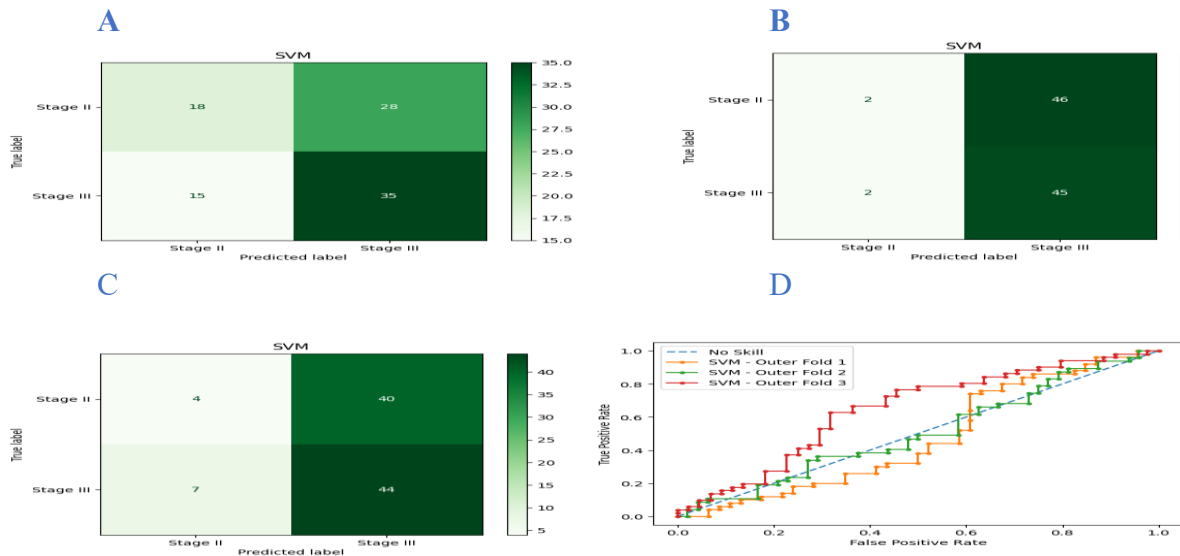 A
SVM
Stage II
18
28
Stage III
15
35
True label
Stage II
Stage III
Predicted label
35.0
32.5
30.0
27.5
25.0
22.5
20.0
17.5
15.0
B
SVM
Stage II
2
46
Stage III
2
45
True label
Stage II
Stage III
Predicted label
C
SVM
Stage II
4
40
Stage III
7
44
True label
Stage II
Stage III
Predicted label
40
35
30
25
20
15
10
5
D
No Skill
SVM - Outer Fold 1
SVM - Outer Fold 2
SVM - Outer Fold 3
True Positive Rate
1.0
0.8
0.6
0.4
0.2
0.0
0.0
0.2
0.4
0.6
0.8
1.0
False Positive Rate